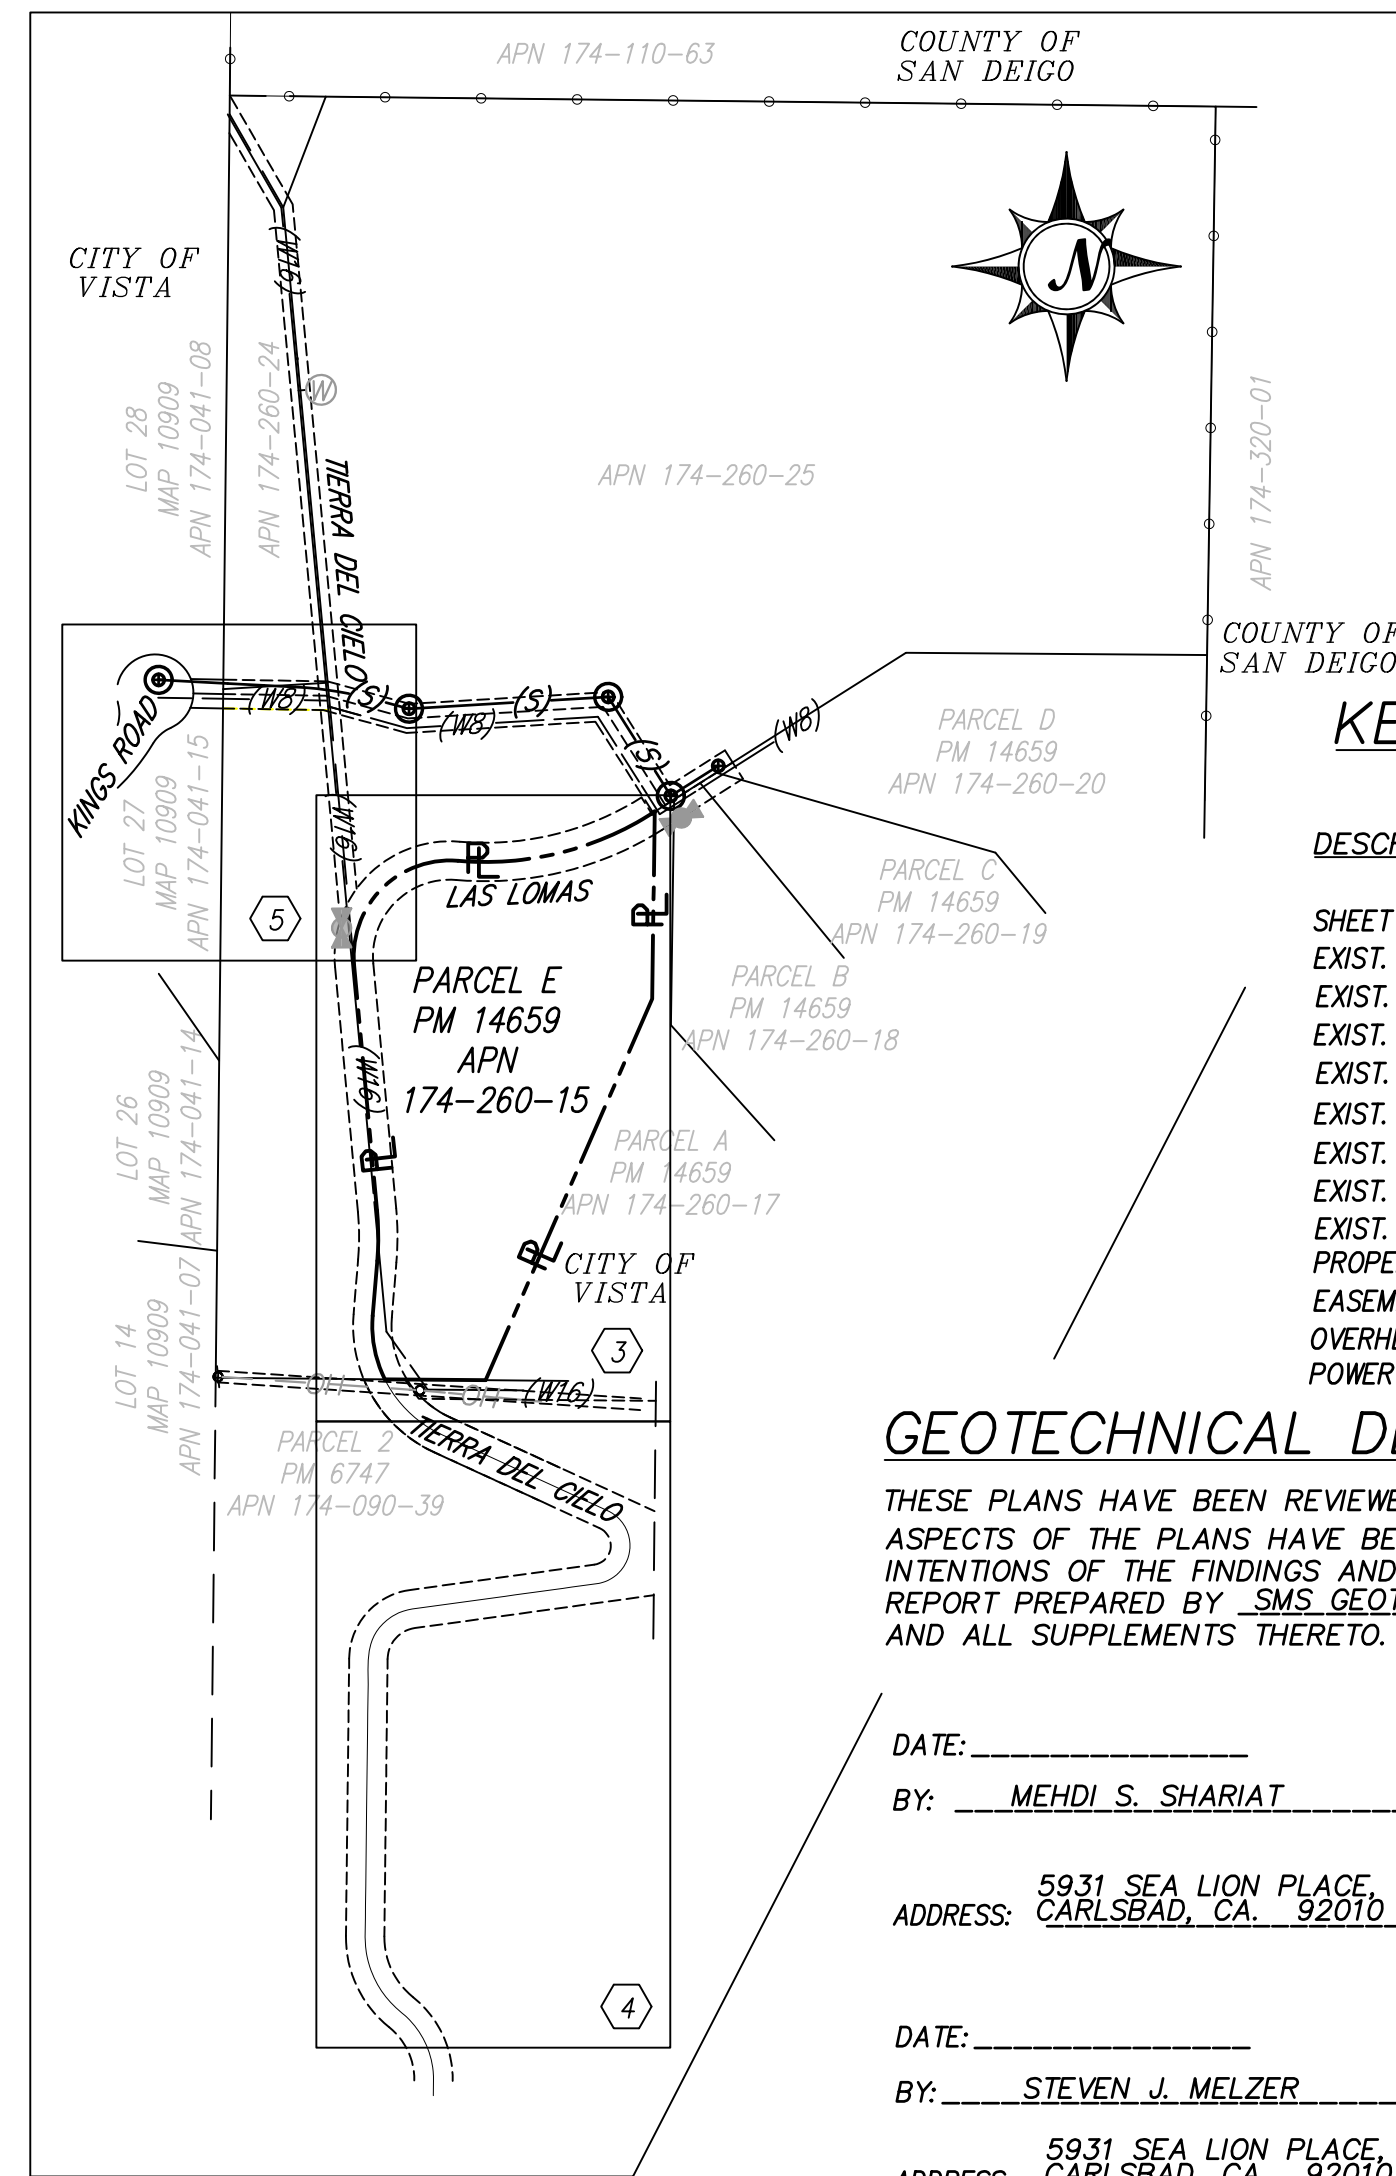 APN 174-110-63
COUNTY OF
SAN DEIGO
CITY OF
VISTA
N
(W16)
LOT 28
MAP 10909
APN 174-041-08
APN 174-260-24
W
TIERRA DEL CIELO
APN 174-260-25
APN 174-320-01
COUNTY OF
SAN DEIGO
KINGS ROAD
(W8)
(S)
(W8)
(S)
(S)
(W8)
PARCEL D
PM 14659
APN 174-260-20
LOT 27
MAP 10909
APN 174-041-15
(W16)
PL
LAS LOMAS
PL
5
PARCEL C
PM 14659
APN 174-260-19
PARCEL E
PM 14659
APN
174-260-15
PARCEL B
PM 14659
APN 174-260-18
(W16)
LOT 26
MAP 10909
APN 174-041-14
PL
PARCEL A
PM 14659
APN 174-260-17
PL
CITY OF
VISTA
3
LOT 14
MAP 10909
APN 174-041-07
OH
OH
(W16)
PARCEL 2
PM 6747
APN 174-090-39
TIERRA DEL CIELO
4
KE
DESCR
SHEET
EXIST.
EXIST.
EXIST.
EXIST.
EXIST.
EXIST.
EXIST.
EXIST.
PROPE
EASEM
OVERHE
POWER
GEOTECHNICAL DE
THESE PLANS HAVE BEEN REVIEWE
ASPECTS OF THE PLANS HAVE BE
INTENTIONS OF THE FINDINGS AND
REPORT PREPARED BY SMS GEOT
AND ALL SUPPLEMENTS THERETO.
DATE:
BY: MEHDI S. SHARIAT
ADDRESS: 5931 SEA LION PLACE,
CARLSBAD, CA. 92010
DATE:
BY: STEVEN J. MELZER
5931 SEA LION PLACE,
ADDRESS: CARLSBAD, CA. 92010